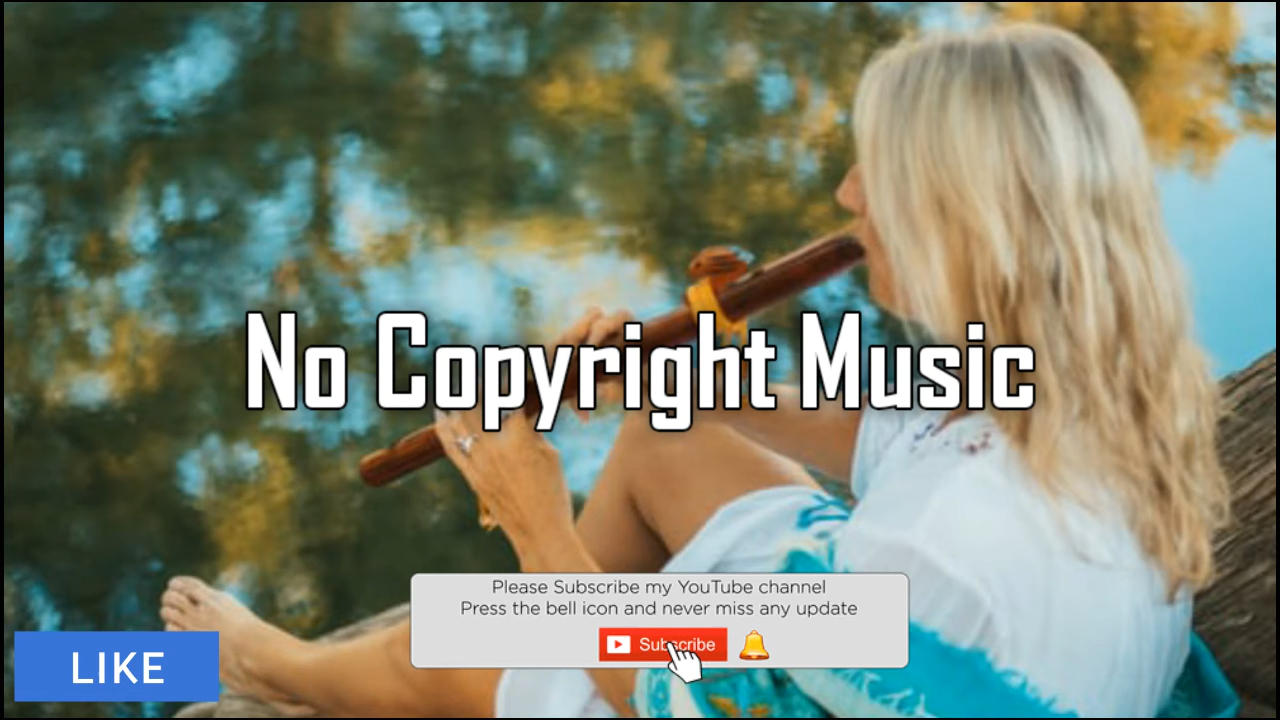 No Copyright Music
Please Subscribe my YouTube channel
Press the bell icon and never miss any update
Subscribe
LIKE